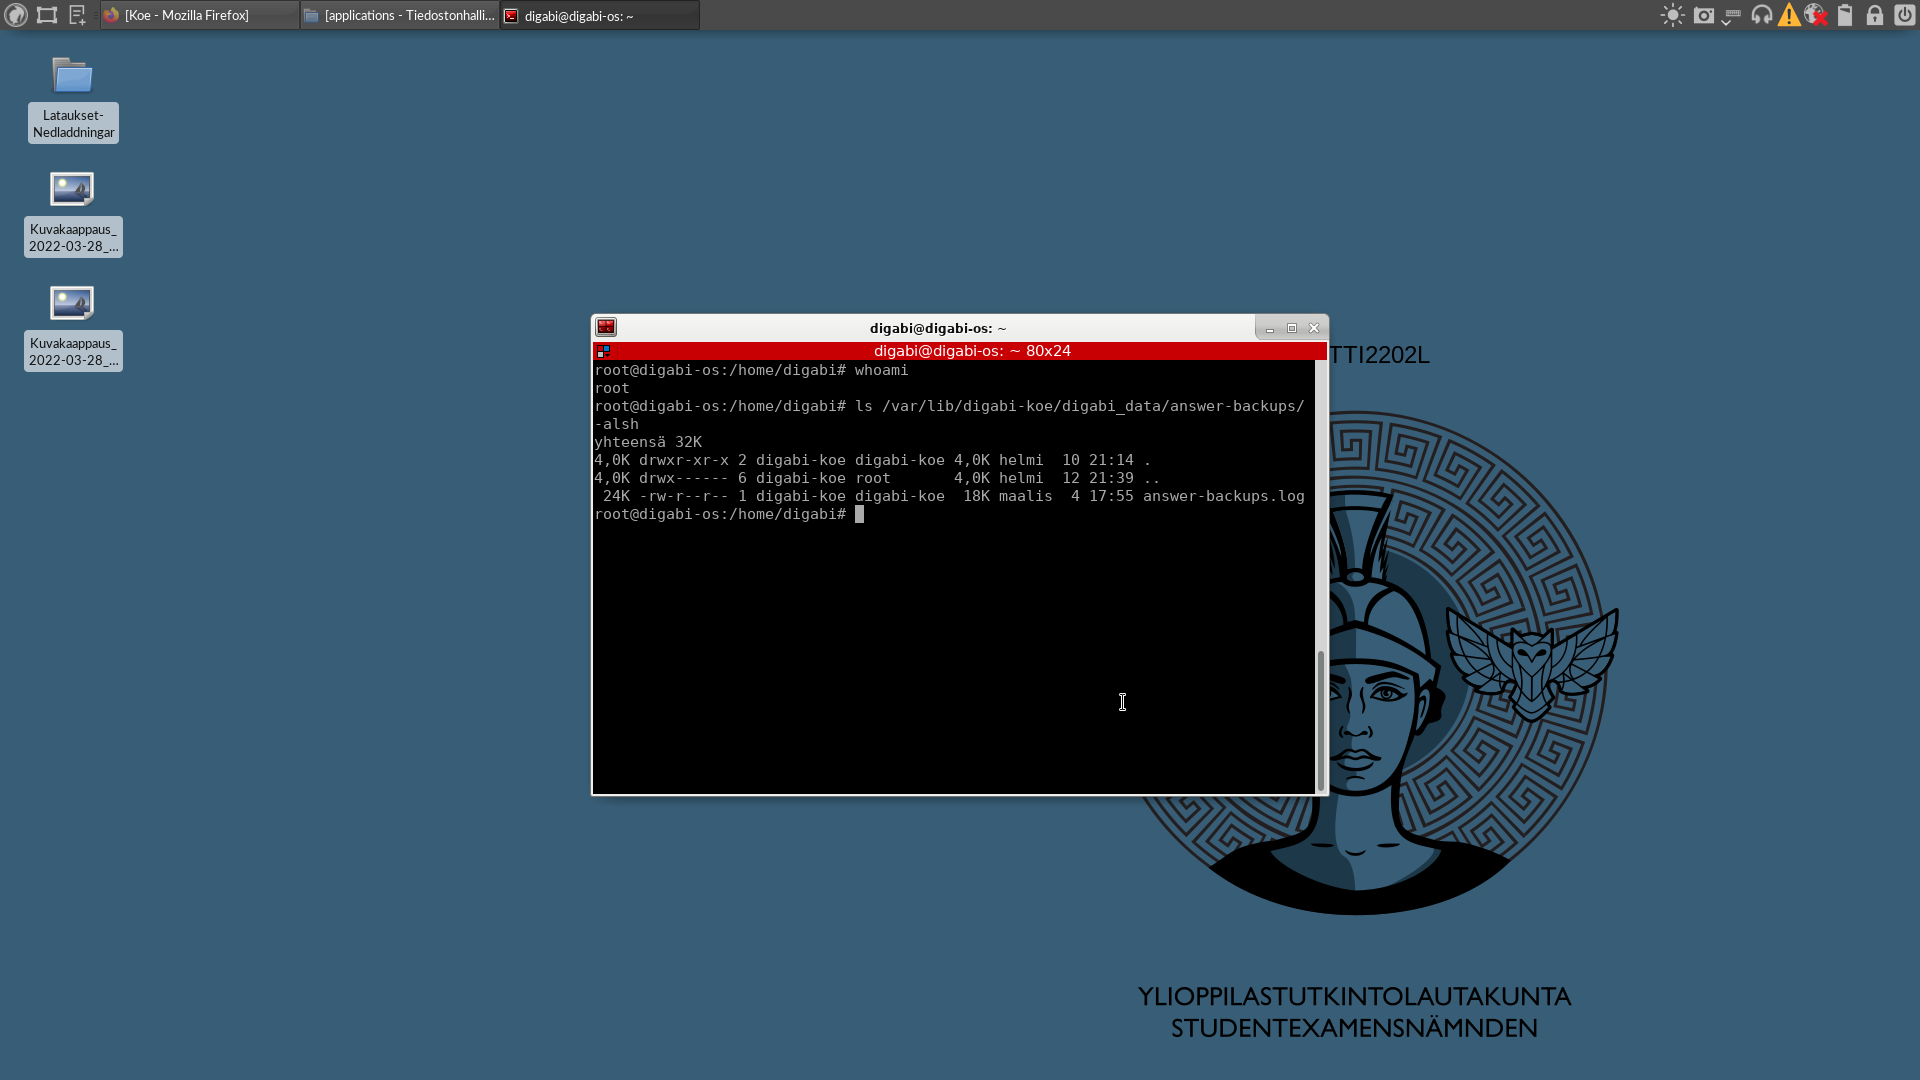 [Koe - Mozilla Firefox]
[applications - Tiedostonhalli...
digabi@digabi-os: ~
Lataukset-
Nedladdningar
Kuvakaappaus_
2022-03-28_...
Kuvakaappaus_
2022-03-28_...
digabi@digabi-os: ~
digabi@digabi-os: ~ 80x24
root@digabi-os:/home/digabi# whoami
root
root@digabi-os:/home/digabi# ls /var/lib/digabi-koe/digabi_data/answer-backups/
-alsh
yhteensä 32K
4,0K drwxr-xr-x 2 digabi-koe digabi-koe 4,0K helmi  10 21:14 .
4,0K drwx------ 6 digabi-koe root       4,0K helmi  12 21:39 ..
 24K -rw-r--r-- 1 digabi-koe digabi-koe  18K maalis  4 17:55 answer-backups.log
root@digabi-os:/home/digabi#
TTI2202L
YLIOPPILASTUTKINTOLAUTAKUNTA
STUDENTEXAMENSNÄMNDEN